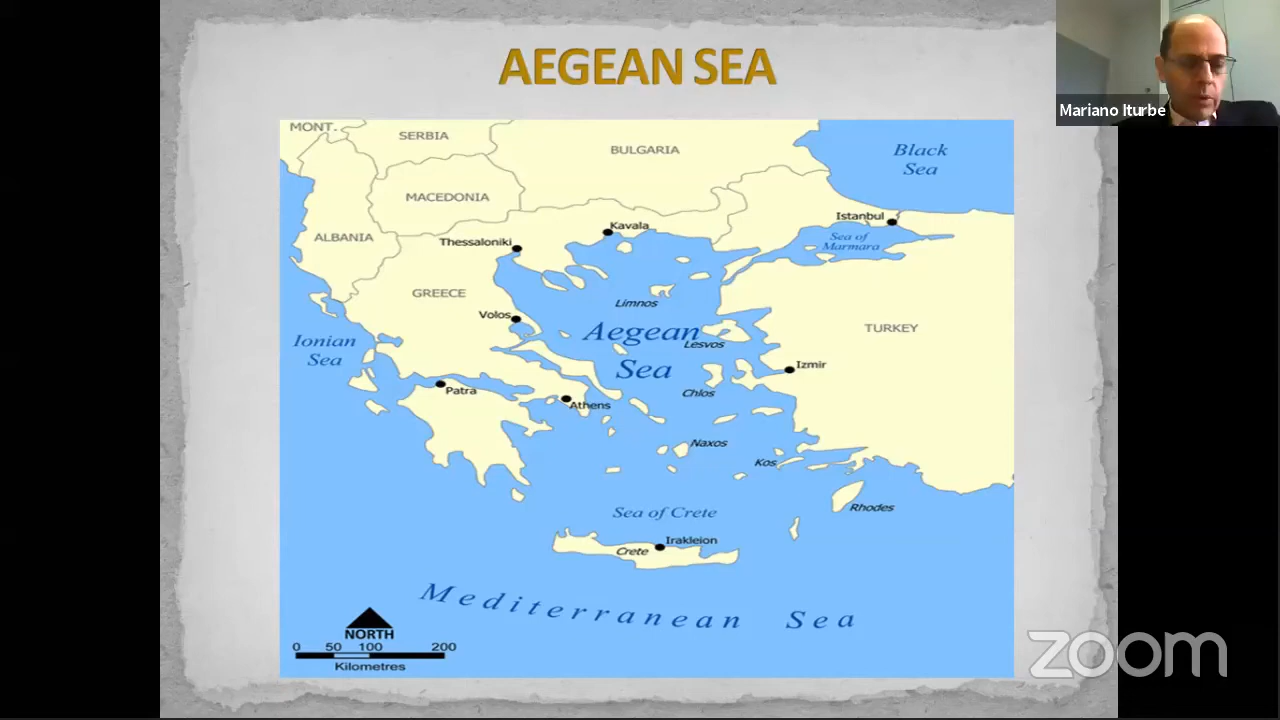 AEGEAN SEA
Mariano Iturbe
MONT.
SERBIA
BULGARIA
Black
Sea
MACEDONIA
ALBANIA
Istanbul
Sea of
Marmara
Kavala
Thessaloniki
GREECE
Limnos
Volos
Aegean
Sea
Lesvos
TURKEY
Ionian
Sea
Izmir
Patra
Athens
Chlos
Naxos
Kos
Rhodes
Sea of Crete
Irakleion
Crete
Mediterranean Sea
NORTH
0 50 100 200
Kilometres
zoom